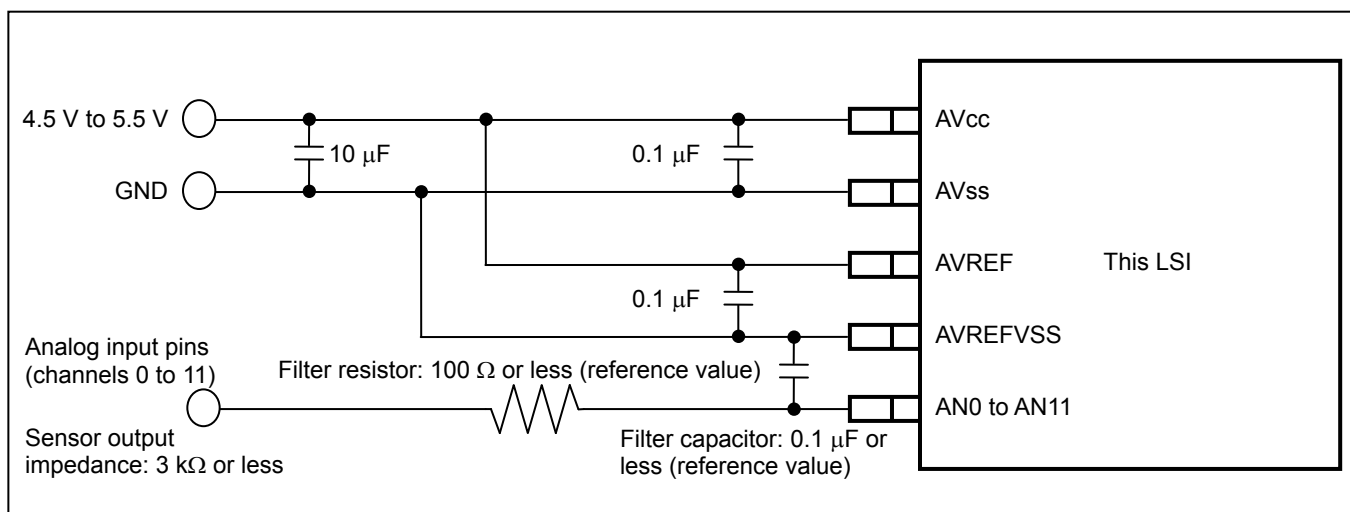 4.5 V to 5.5 V
10 μF
0.1 μF
AVcc
GND
AVss
AVREF
This LSI
0.1 μF
AVREFVSS
Analog input pins
(channels 0 to 11)
Filter resistor: 100 Ω or less (reference value)
AN0 to AN11
Sensor output
impedance: 3 kΩ or less
Filter capacitor: 0.1 μF or
less (reference value)